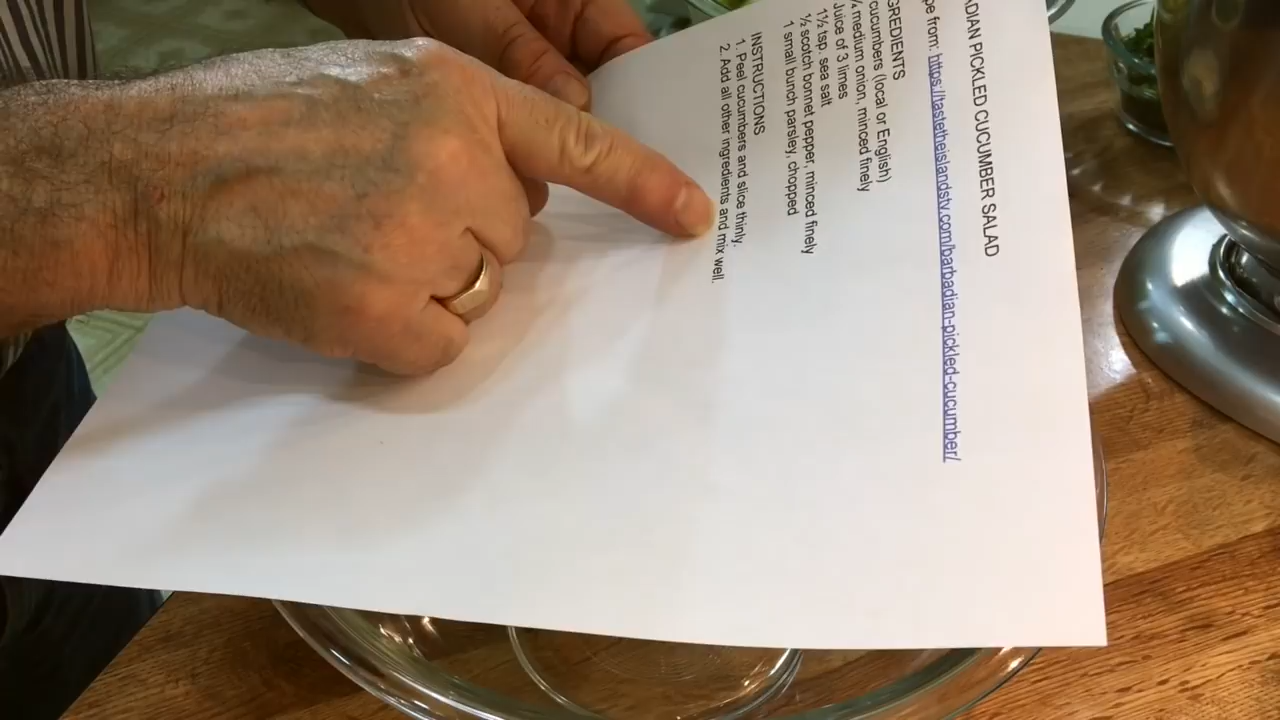 ADIAN PICKLED CUCUMBER SALAD
pe from: https://tastetheislandstv.com/barbadian-pickled-cucumber/
GREDIENTS
cucumbers (local or English)
medium onion, minced finely
Juice of 3 limes
1½ tsp. sea salt
½ scotch bonnet pepper, minced finely
1 small bunch parsley, chopped
INSTRUCTIONS
1. Peel cucumbers and slice thinly.
2. Add all other ingredients and mix well.